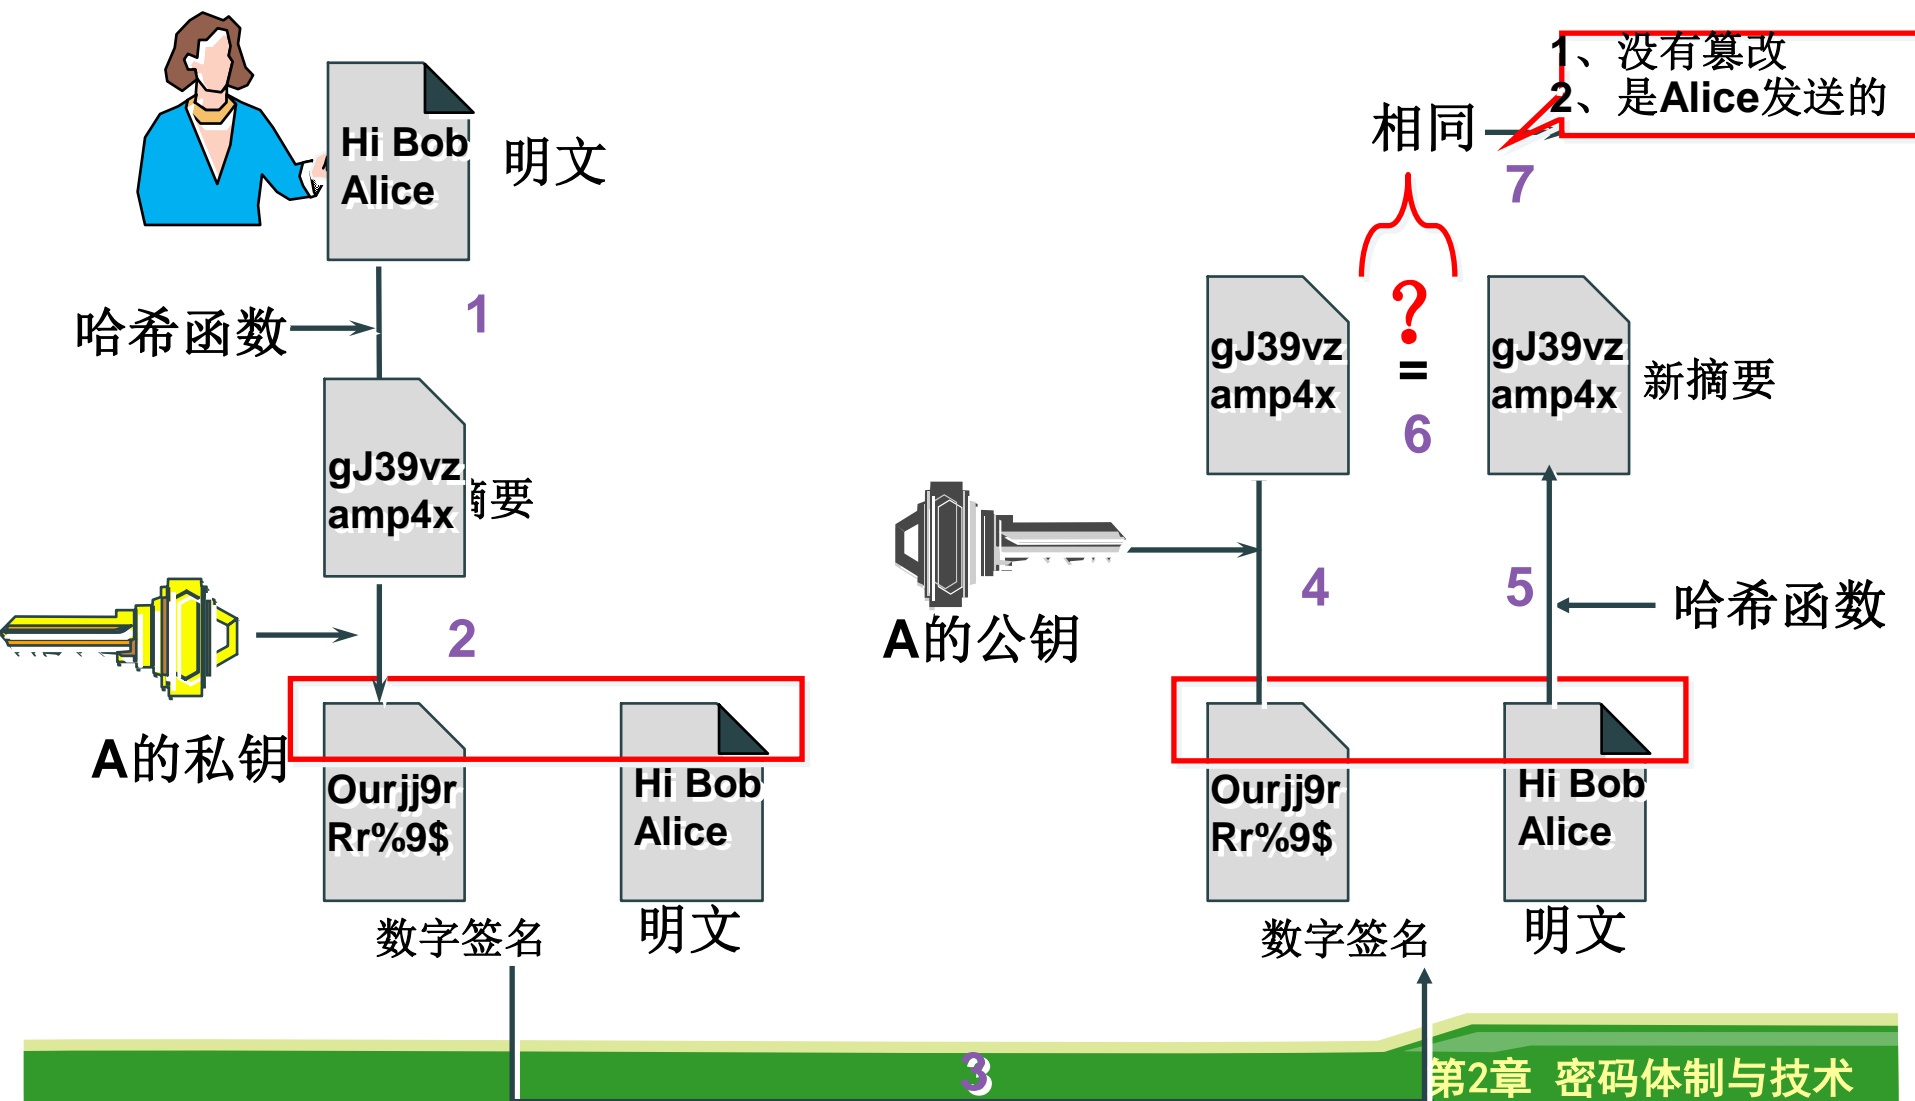 Hi Bob
Alice
明文
哈希函数
1
gJ39vz
amp4x
要
2
A的私钥
Ourjj9r
Rr%9$
数字签名
Hi Bob
Alice
明文
3
1、没有篡改
2、是Alice发送的
相同
7
gJ39vz
amp4x
?
=
6
gJ39vz
amp4x
新摘要
A的公钥
4
5
哈希函数
Ourjj9r
Rr%9$
数字签名
Hi Bob
Alice
明文
第2章 密码体制与技术